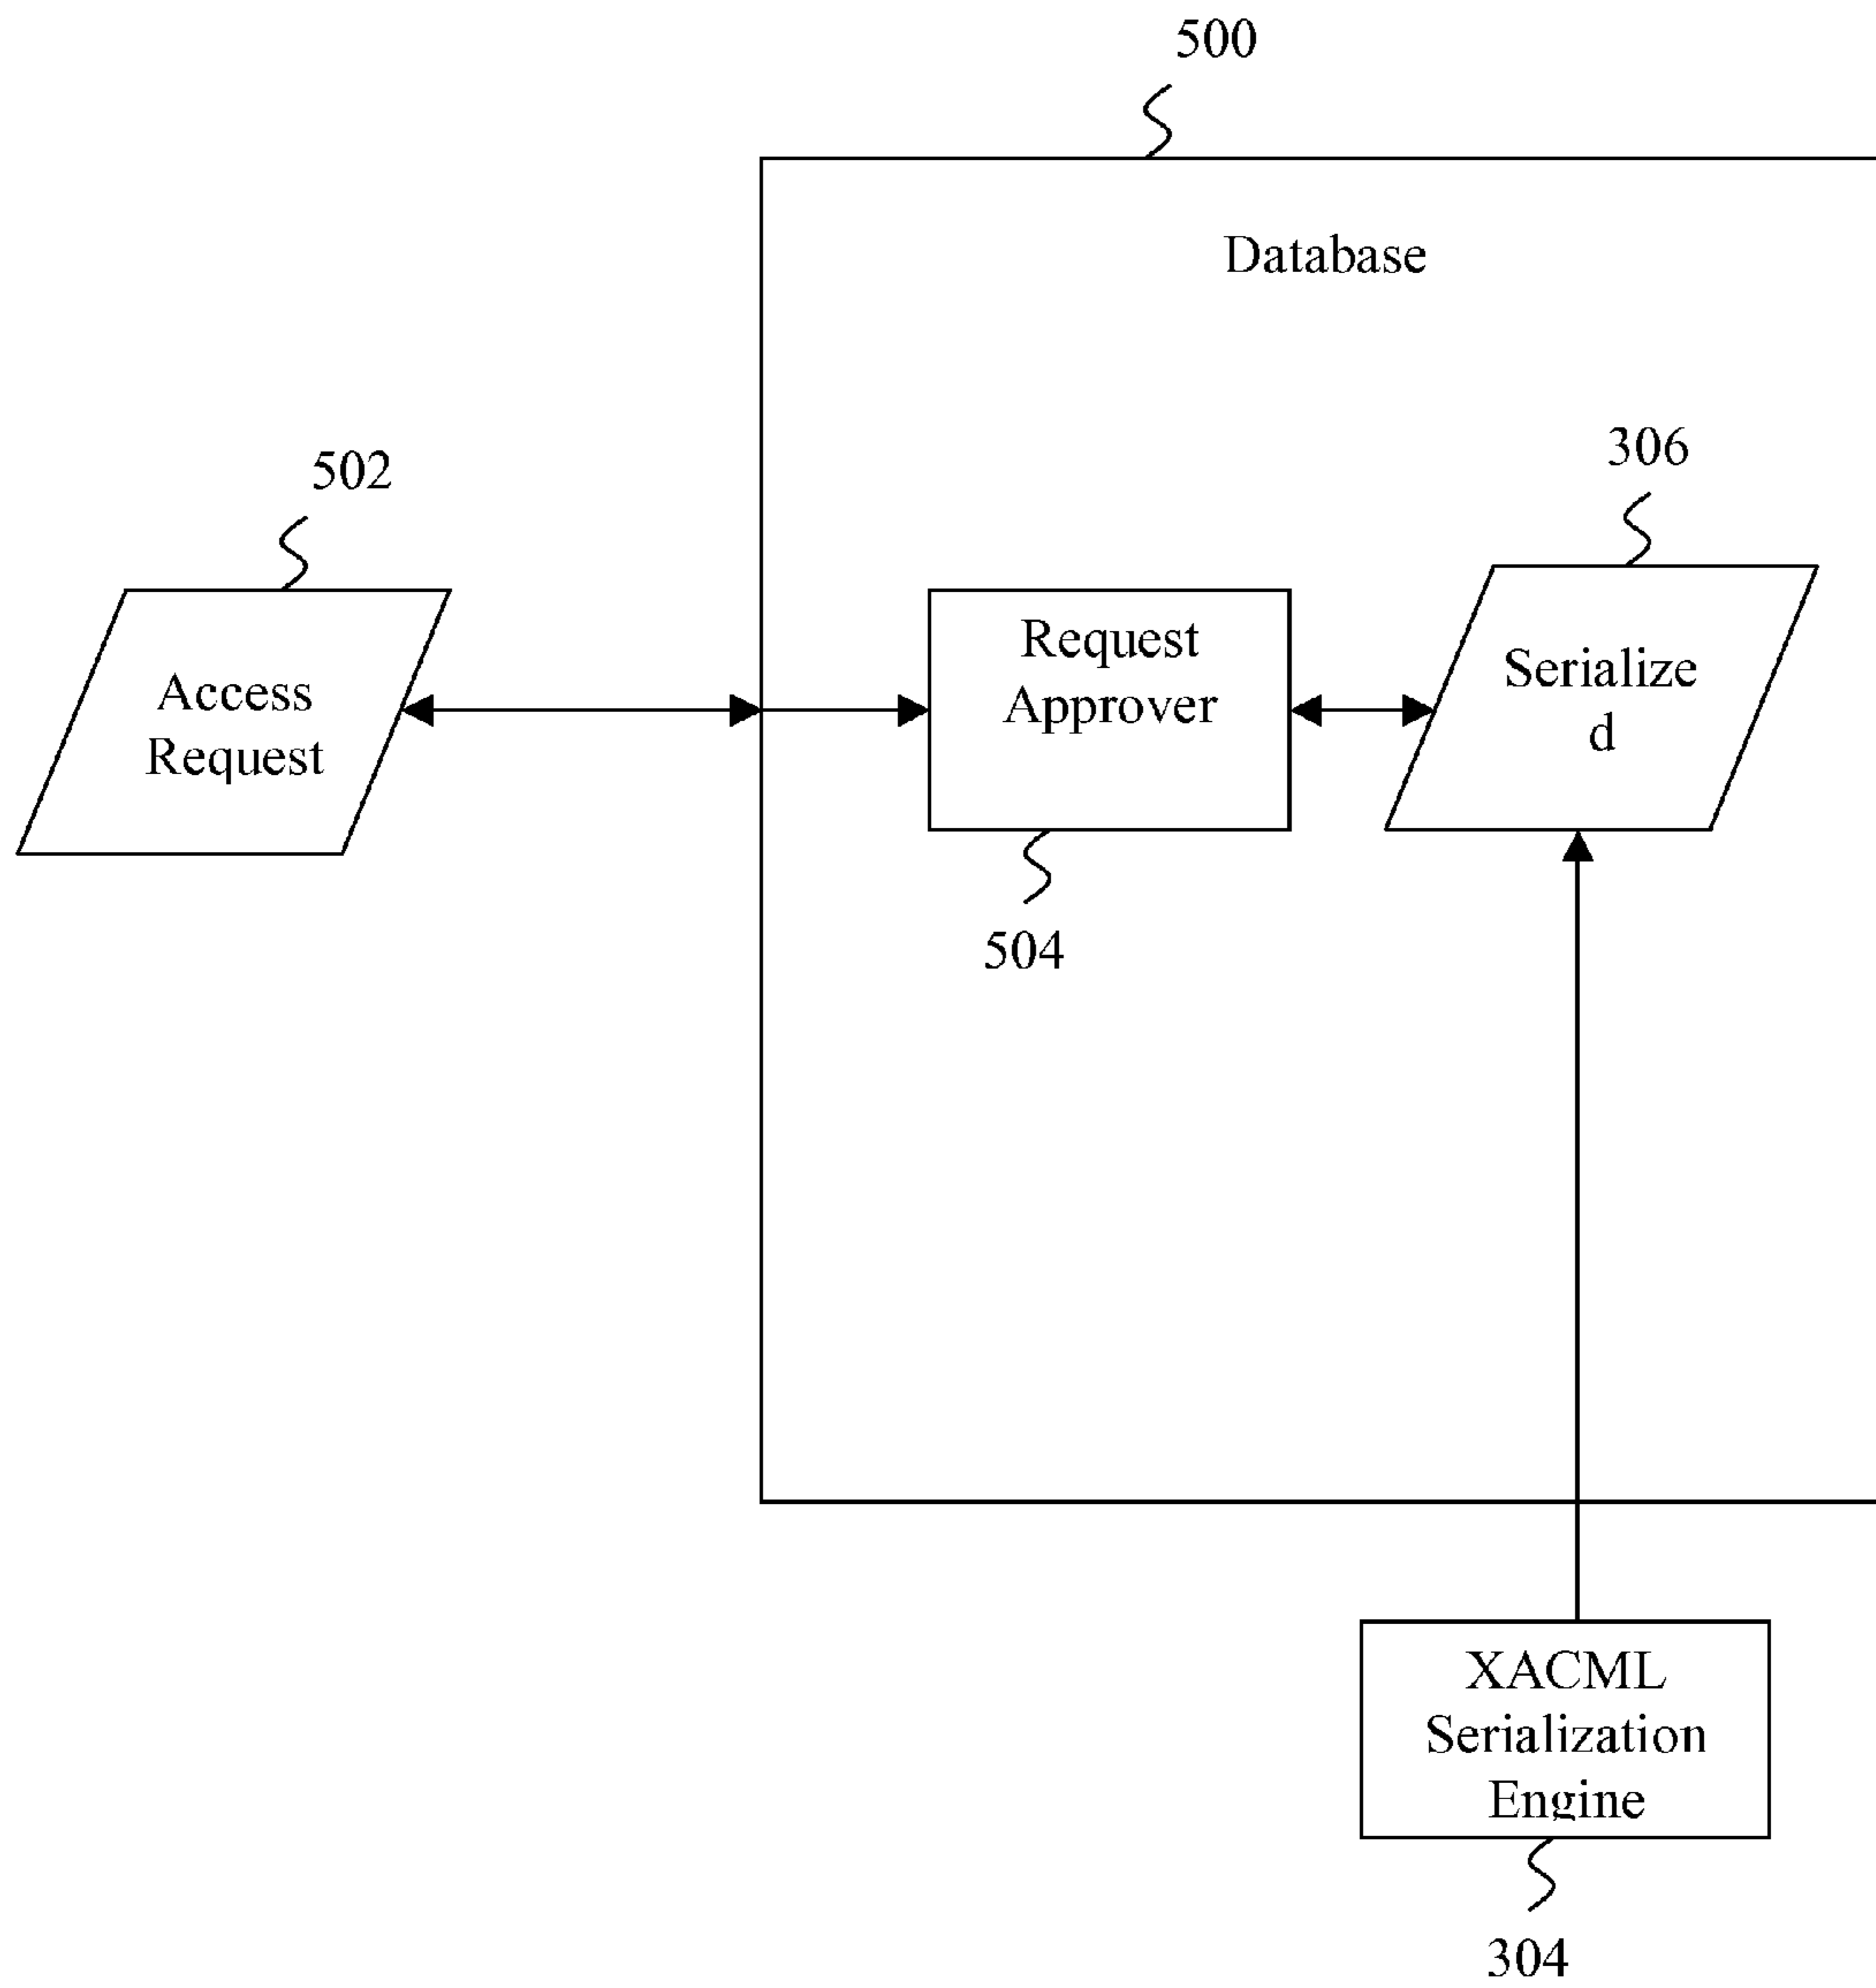 500
Database
502
306
Access
Request
Request
Approver
Serialize
d
504
XACML
Serialization
Engine
304